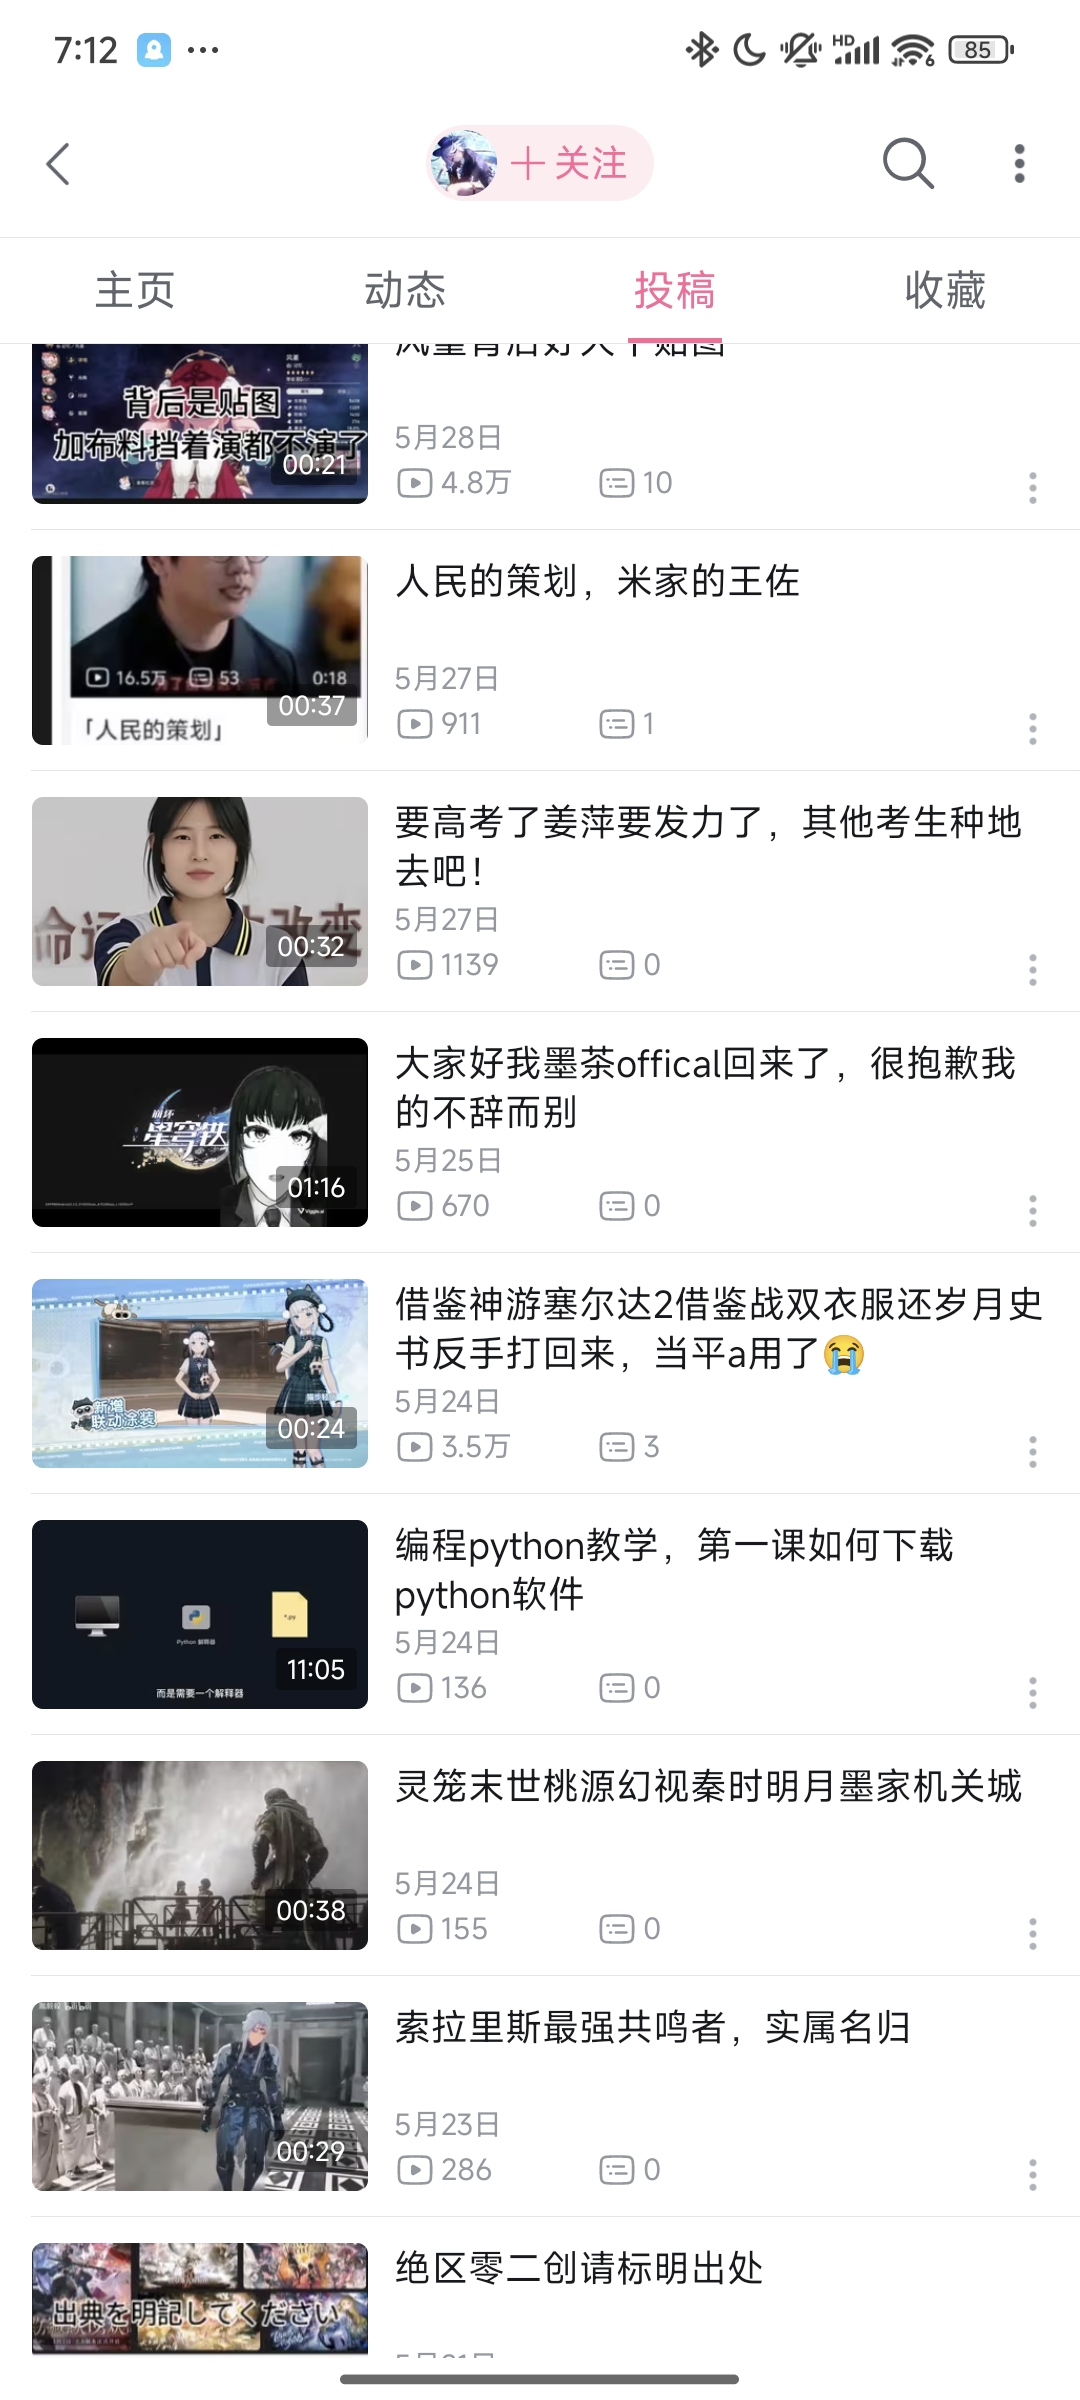 7:12
HD
6
85
关注
主页
动态
投稿
收藏
背后是贴图
加布料挡着演都不演了
00:21
5月28日
4.8万
10
人民的策划，米家的王佐
16.5万
53
0:18
00:37
「人民的策划」
5月27日
911
1
要高考了姜萍要发力了，其他考生种地
去吧！
00:32
5月27日
1139
0
大家好我墨茶offical回来了，很抱歉我
的不辞而别
崩坏
星穹铁
Viggle.ai
01:16
5月25日
670
0
借鉴神游塞尔达2借鉴战双衣服还岁月史
书反手打回来，当平a用了😭
新增
联动涂装
00:24
5月24日
3.5万
3
编程python教学，第一课如何下载
python软件
*.py
Python 解释器
11:05
而是需要一个解释器
5月24日
136
0
灵笼末世桃源幻视秦时明月墨家机关城
00:38
5月24日
155
0
索拉里斯最强共鸣者，实属名归
00:29
5月23日
286
0
绝区零二创请标明出处
出典を明記してください